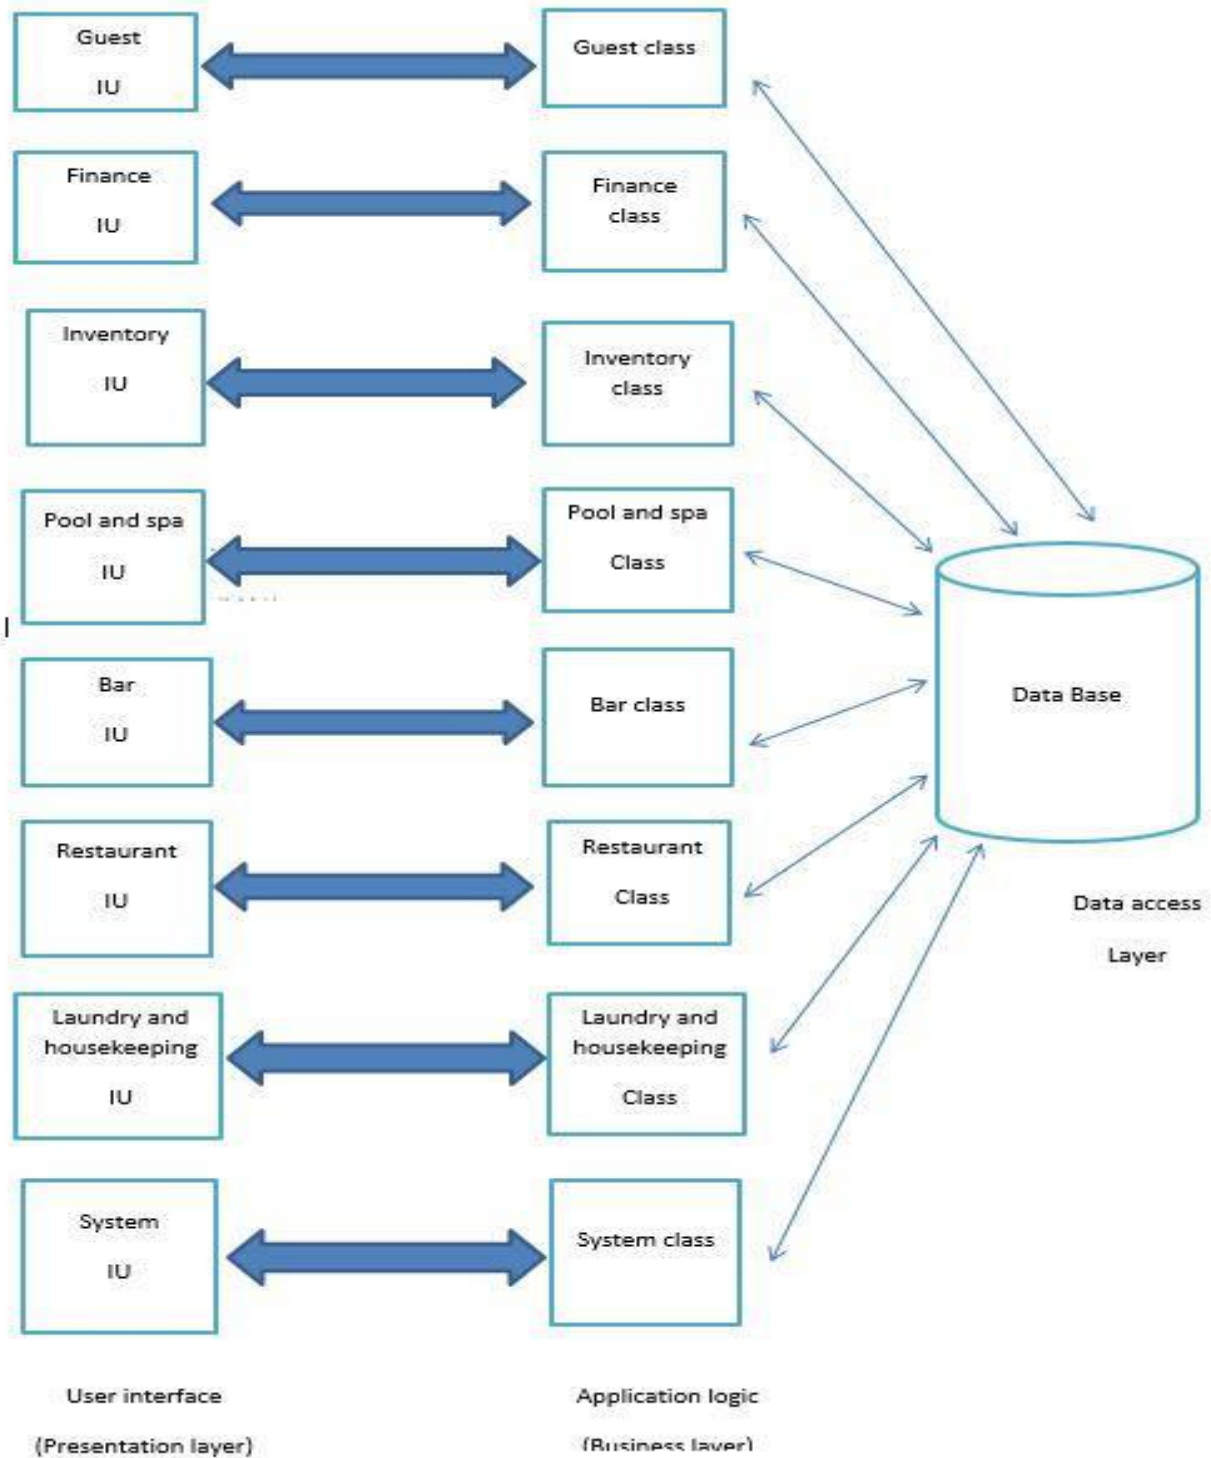 Guest
IU
Guest class
Finance
IU
Finance
class
Inventory
IU
Inventory
class
Pool and spa
IU
Pool and spa
Class
Bar
IU
Bar class
Data Base
Restaurant
IU
Restaurant
Class
Data access
Layer
Laundry and
housekeeping
IU
Laundry and
housekeeping
Class
System
IU
System class
User interface
(Presentation layer)
Application logic
(Business layer)